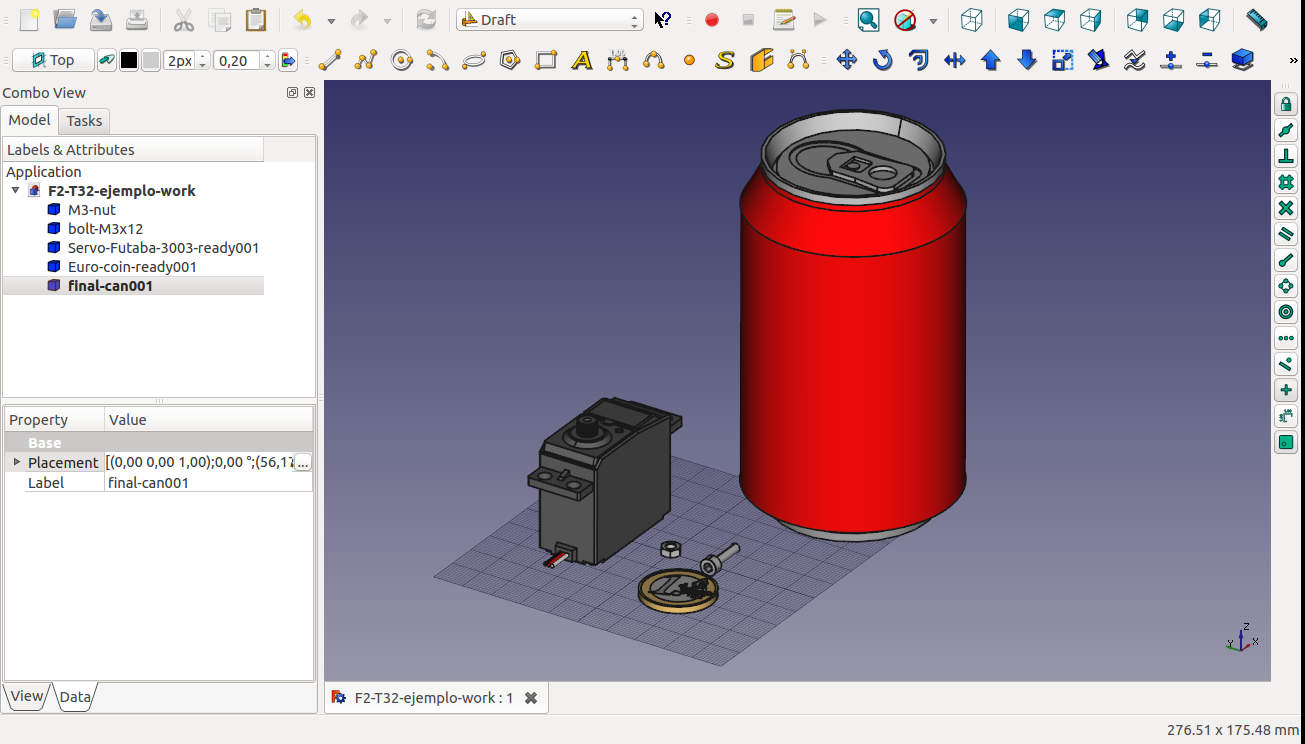 Draft
Top
2px
0,20
»
Combo View
Model
Tasks
Labels & Attributes
Application
F2-T32-ejemplo-work
M3-nut
bolt-M3x12
Servo-Futaba-3003-ready001
Euro-coin-ready001
final-can001
Property
Value
Base
Placement
[(0,00 0,00 1,00);0,00 °;(56,17
...
Label
final-can001
View
Data
Z
Y
X
F2-T32-ejemplo-work : 1
276.51 x 175.48 mm